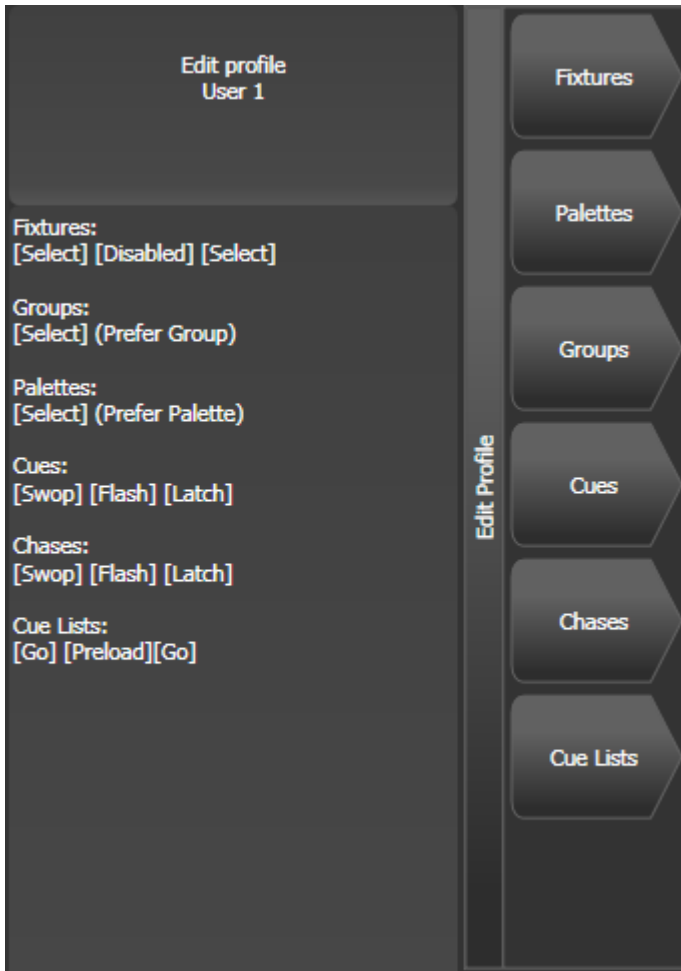 Edit profile
User 1
Fixtures:
[Select] [Disabled] [Select]
Groups:
[Select] (Prefer Group)
Palettes:
[Select] (Prefer Palette)
Cues:
[Swop] [Flash] [Latch]
Chases:
[Swop] [Flash] [Latch]
Cue Lists:
[Go] [Preload][Go]
Edit Profile
Fixtures
Palettes
Groups
Cues
Chases
Cue Lists